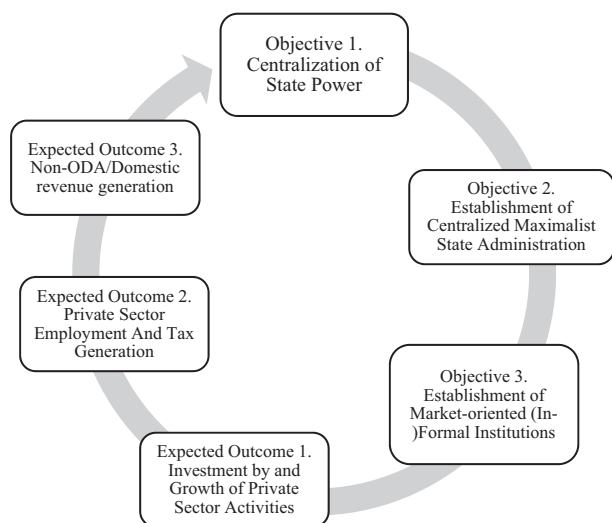 Objective 1.
Centralization of
State Power
Objective 2.
Establishment of
Centralized Maximalist
State Administration
Objective 3.
Establishment of
Market-oriented (In-
)Formal Institutions
Expected Outcome 1.
Investment by and
Growth of Private
Sector Activities
Expected Outcome 2.
Private Sector
Employment And Tax
Generation
Expected Outcome 3.
Non-ODA/Domestic
revenue generation